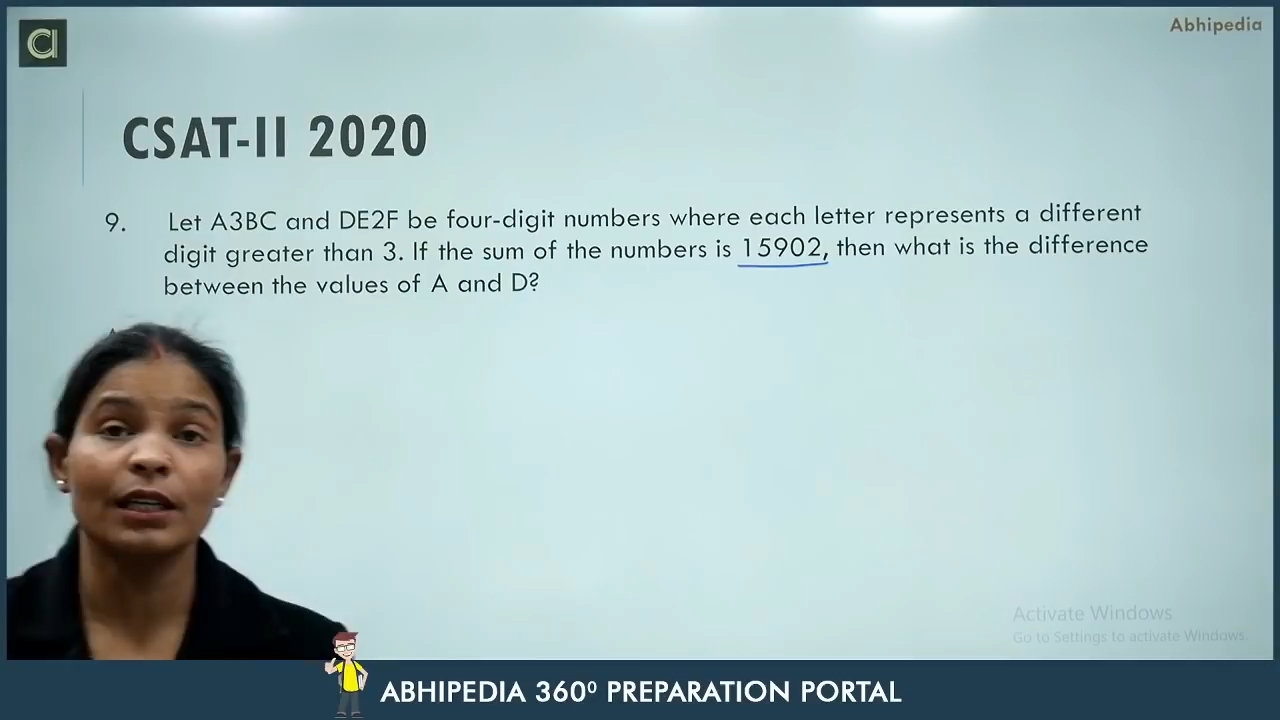 Abhipedia
CSAT-II 2020
9. Let A3BC and DE2F be four-digit numbers where each letter represents a different
digit greater than 3. If the sum of the numbers is 15902, then what is the difference
between the values of A and D?
Activate Windows
Go to Settings to activate Windows.
ABHIPEDIA 360⁰ PREPARATION PORTAL